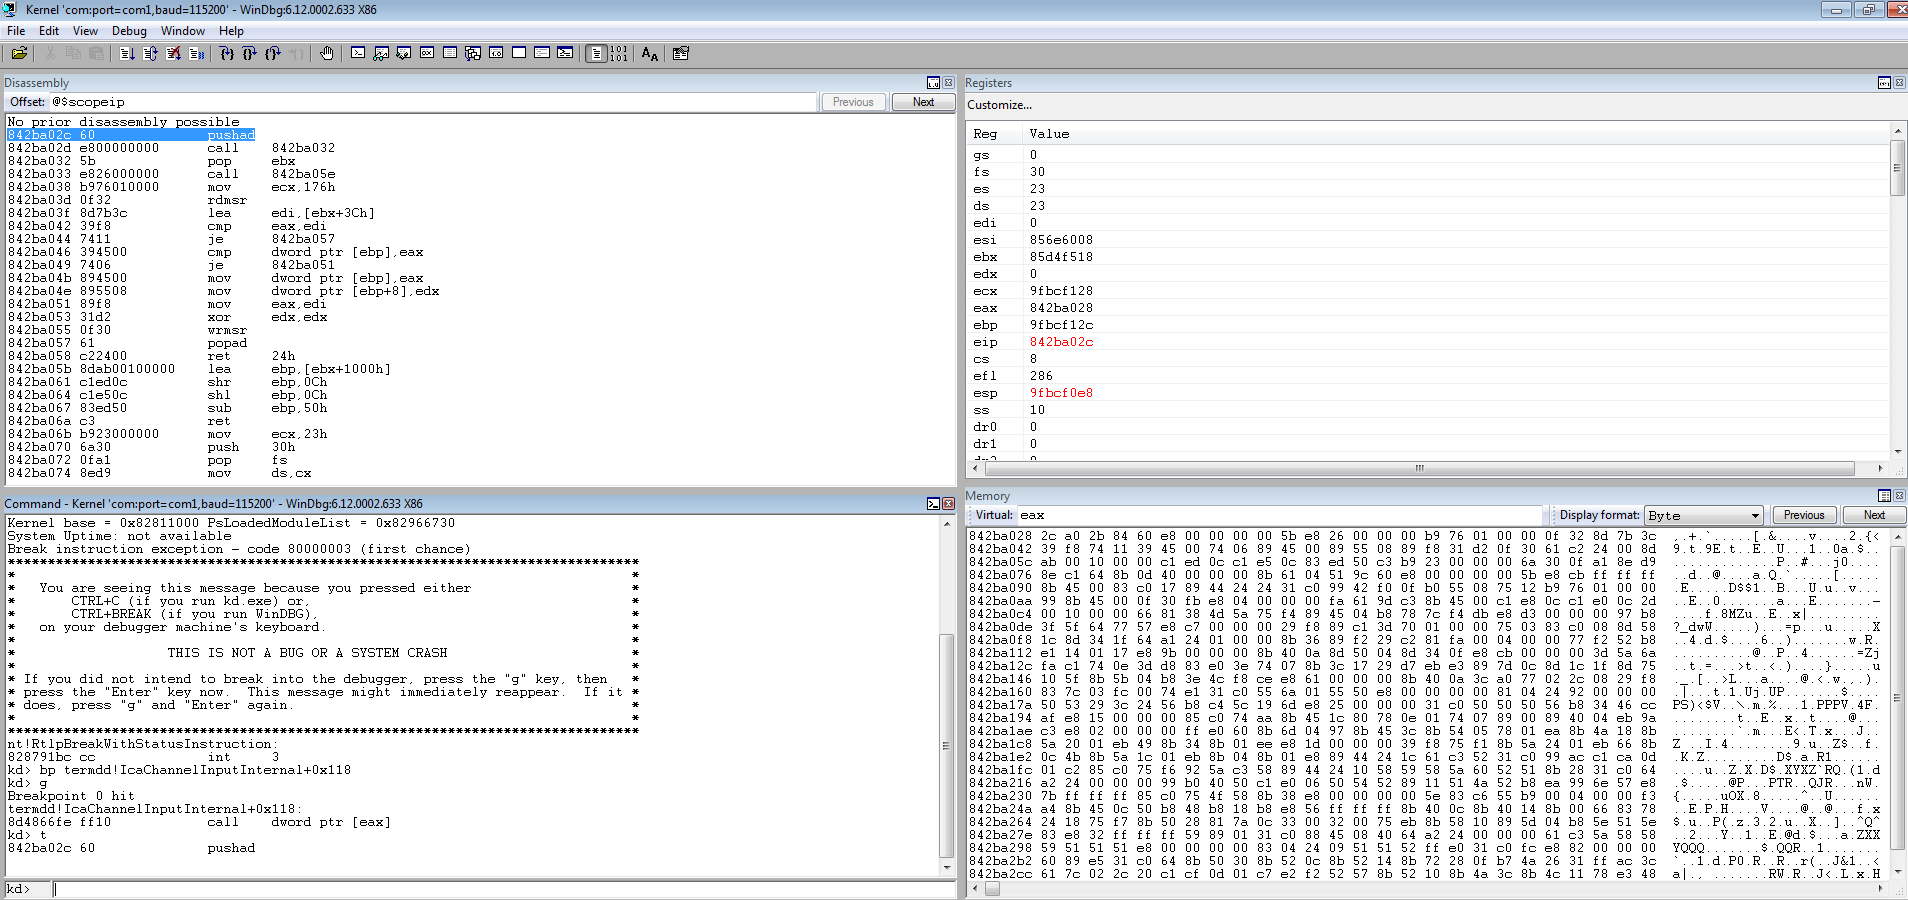 Kernel 'com:port=com1,baud=115200' - WinDbg:6.12.0002.633 X86
File Edit View Debug Window Help
Disassembly
Offset: @$scopeip Previous Next
No prior disassembly possible
842ba02c 60 pushad
842ba02d e800000000 call 842ba032
842ba032 5b pop ebx
842ba033 e826000000 call 842ba05e
842ba038 b976010000 mov ecx,176h
842ba03d 0f32 rdmsr
842ba03f 8d7b3c lea edi,[ebx+3Ch]
842ba042 39f8 cmp eax,edi
842ba044 7411 je 842ba057
842ba046 394500 cmp dword ptr [ebp],eax
842ba049 7406 je 842ba051
842ba04b 894500 mov dword ptr [ebp],eax
842ba04e 895508 mov dword ptr [ebp+8],edx
842ba051 89f8 mov eax,edi
842ba053 31d2 xor edx,edx
842ba055 0f30 wrmsr
842ba057 61 popad
842ba058 c22400 ret 24h
842ba05b 8dab00100000 lea ebp,[ebx+1000h]
842ba061 c1ed0c shr ebp,0Ch
842ba064 c1e50c shl ebp,0Ch
842ba067 83ed50 sub ebp,50h
842ba06a c3 ret
842ba06b b923000000 mov ecx,23h
842ba070 6a30 push 30h
842ba072 0fa1 pop fs
842ba074 8ed9 mov ds,cx
Registers
Customize...
Reg Value
gs 0
fs 30
es 23
ds 23
edi 0
esi 856e6008
ebx 85d4f518
edx 0
ecx 9fbcf128
eax 842ba028
ebp 9fbcf12c
eip 842ba02c
cs 8
efl 286
esp 9fbcf0e8
ss 10
dr0 0
dr1 0
Command - Kernel 'com:port=com1,baud=115200' - WinDbg:6.12.0002.633 X86
Kernel base = 0x82811000 PsLoadedModuleList = 0x82966730
System Uptime: not available
Break instruction exception - code 80000003 (first chance)
*******************************************************************************
* *
* You are seeing this message because you pressed either *
* CTRL+C (if you run kd.exe) or, *
* CTRL+BREAK (if you run WinDBG), *
* on your debugger machine's keyboard. *
* *
* THIS IS NOT A BUG OR A SYSTEM CRASH *
* *
* If you did not intend to break into the debugger, press the "g" key, then *
* press the "Enter" key now. This message might immediately reappear. If it *
* does, press "g" and "Enter" again. *
* *
*******************************************************************************
nt!RtlpBreakWithStatusInstruction:
828791bc cc int 3
kd> bp termdd!IcaChannelInputInternal+0x118
kd> g
Breakpoint 0 hit
termdd!IcaChannelInputInternal+0x118:
8d4866fe ff10 call dword ptr [eax]
kd> t
842ba02c 60 pushad
kd>
Memory
Virtual: eax Display format: Byte Previous Next
842ba028 2c a0 2b 84 60 e8 00 00 00 00 5b e8 26 00 00 00 b9 76 01 00 00 0f 32 8d 7b 3c
842ba042 39 f8 74 11 39 45 00 74 06 89 45 00 89 55 08 89 f8 31 d2 0f 30 61 c2 24 00 8d
842ba05c ab 00 10 00 00 c1 ed 0c c1 e5 0c 83 ed 50 c3 b9 23 00 00 00 6a 30 0f a1 8e d9
842ba076 8e c1 64 8b 0d 40 00 00 00 8b 61 04 51 9c 60 e8 00 00 00 00 5b e8 cb ff ff ff
842ba090 8b 45 00 83 c0 17 89 44 24 24 31 c0 99 42 f0 0f b0 55 08 75 12 b9 76 01 00 00
842ba0aa 99 8b 45 00 0f 30 fb e8 04 00 00 00 fa 61 9d c3 8b 45 00 c1 e8 0c c1 e0 0c 2d
842ba0c4 00 10 00 00 66 81 38 4d 5a 75 f4 89 45 04 b8 78 7c f4 db e8 d3 00 00 00 97 b8
842ba0de 3f 5f 64 77 57 e8 c7 00 00 00 29 f8 89 c1 3d 70 01 00 00 75 03 83 c0 08 8d 58
842ba0f8 1c 8d 34 1f 64 a1 24 01 00 00 8b 36 89 f2 29 c2 81 fa 00 04 00 00 77 f2 52 b8
842ba112 e1 14 01 17 e8 9b 00 00 00 8b 40 0a 8d 50 04 8d 34 0f e8 cb 00 00 00 3d 5a 6a
842ba12c fa c1 74 0e 3d d8 83 e0 3e 74 07 8b 3c 17 29 d7 eb e3 89 7d 0c 8d 1c 1f 8d 75
842ba146 10 5f 8b 5b 04 b8 3e 4c f8 ce e8 61 00 00 00 8b 40 0a 3c a0 77 02 2c 08 29 f8
842ba160 83 7c 03 fc 00 74 e1 31 c0 55 6a 01 55 50 e8 00 00 00 00 81 04 24 92 00 00 00
842ba17a 50 53 29 3c 24 56 b8 c4 5c 19 6d e8 25 00 00 00 31 c0 50 50 50 56 b8 34 46 cc
842ba194 af e8 15 00 00 00 85 c0 74 aa 8b 45 1c 80 78 0e 01 74 07 89 00 89 40 04 eb 9a
842ba1ae c3 e8 02 00 00 00 ff e0 60 8b 6d 04 97 8b 45 3c 8b 54 05 78 01 ea 8b 4a 18 8b
842ba1c8 5a 20 01 eb 49 8b 34 8b 01 ee e8 1d 00 00 00 39 f8 75 f1 8b 5a 24 01 eb 66 8b
842ba1e2 0c 4b 8b 5a 1c 01 eb 8b 04 8b 01 e8 89 44 24 1c 61 c3 52 31 c0 99 ac c1 ca 0d
842ba1fc 01 c2 85 c0 75 f6 92 5a c3 58 89 44 24 10 58 59 58 5a 60 52 51 8b 28 31 c0 64
842ba216 a2 24 00 00 00 99 b0 40 50 c1 e0 06 50 54 52 89 11 51 4a 52 b8 ea 99 6e 57 e8
842ba230 7b ff ff ff 85 c0 75 4f 58 8b 38 e8 00 00 00 00 5e 83 c6 55 b9 00 04 00 00 f3
842ba24a a4 8b 45 0c 50 b8 48 b8 18 b8 e8 56 ff ff ff 8b 40 0c 8b 40 14 8b 00 66 83 78
842ba264 24 18 75 f7 8b 50 28 81 7a 0c 33 00 32 00 75 eb 8b 58 10 89 5d 04 b8 5e 51 5e
842ba27e 83 e8 32 ff ff ff 59 89 01 31 c0 88 45 08 40 64 a2 24 00 00 00 61 c3 5a 58 58
842ba298 59 51 51 51 e8 00 00 00 00 83 04 24 09 51 51 52 ff e0 31 c0 fc e8 82 00 00 00
842ba2b2 60 89 e5 31 c0 64 8b 50 30 8b 52 0c 8b 52 14 8b 72 28 0f b7 4a 26 31 ff ac 3c
842ba2cc 61 7c 02 2c 20 c1 cf 0d 01 c7 e2 f2 52 57 8b 52 10 8b 4a 3c 8b 4c 11 78 e3 48